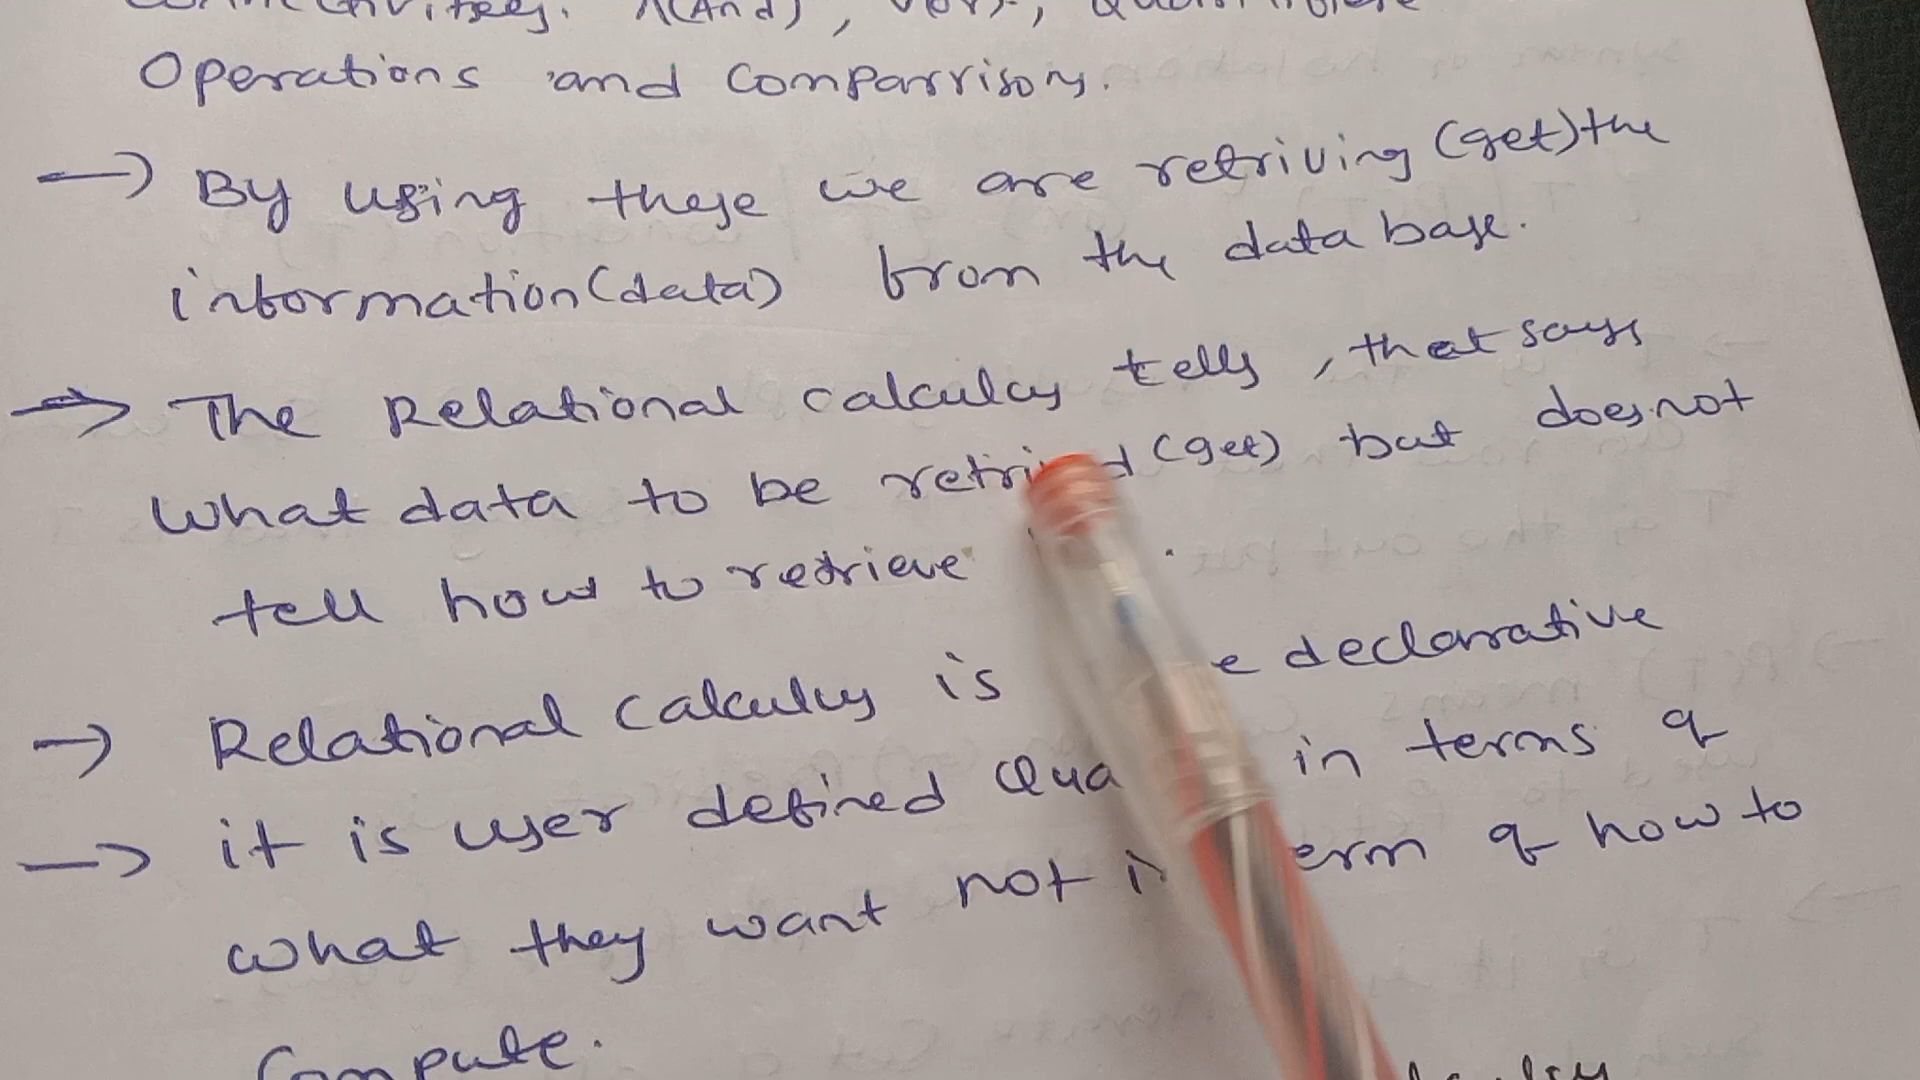 ∧(And), ∨(or),
Operations and comparrisons.
→ By using these we are retriving (get) the
information (data) from the data base.
→ The Relational calculus tells, that says
what data to be (get) but does not
tell how to retrieve
→ Relational calculus is declarative
→ it is user defined in terms of
what they want not of how to
Compute.